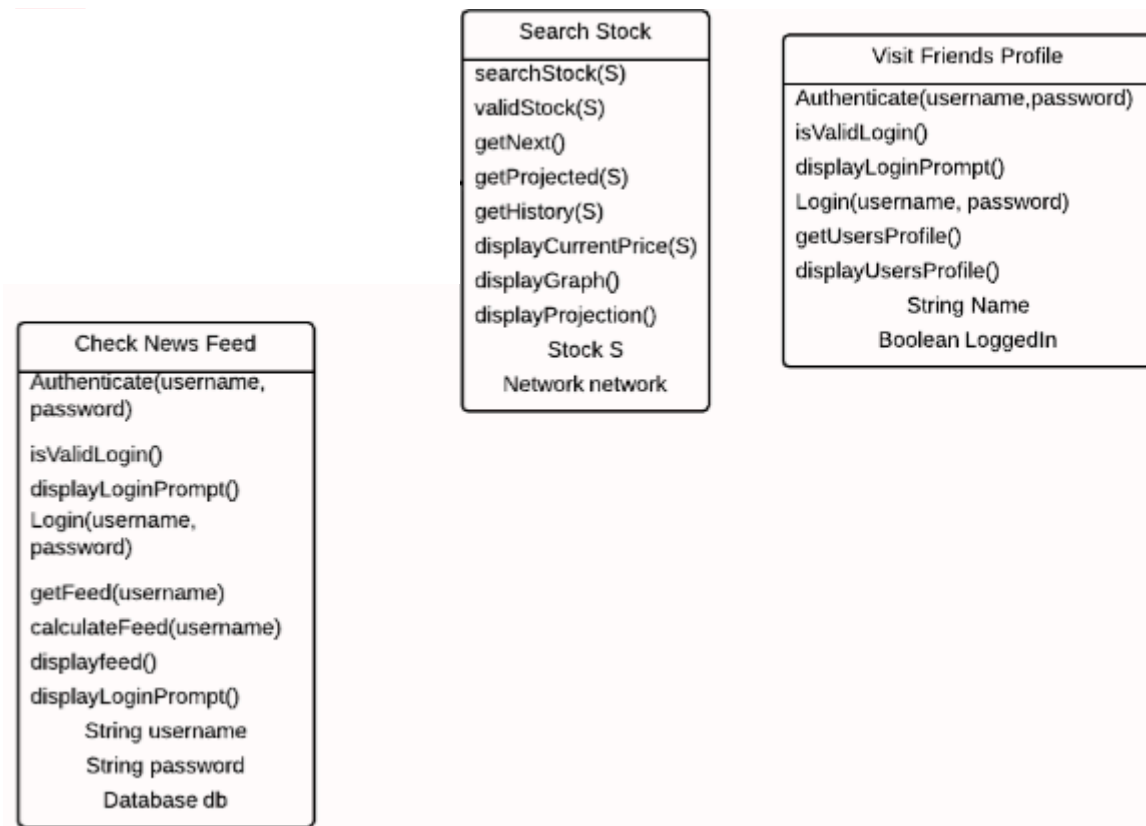 Search Stock
searchStock(S)
validStock(S)
getNext()
getProjected(S)
getHistory(S)
displayCurrentPrice(S)
displayGraph()
displayProjection()
Stock S
Network network
Visit Friends Profile
Authenticate(username,password)
isValidLogin()
displayLoginPrompt()
Login(username, password)
getUsersProfile()
displayUsersProfile()
String Name
Boolean LoggedIn
Check News Feed
Authenticate(username,
password)
isValidLogin()
displayLoginPrompt()
Login(username,
password)
getFeed(username)
calculateFeed(username)
displayfeed()
displayLoginPrompt()
String username
String password
Database db